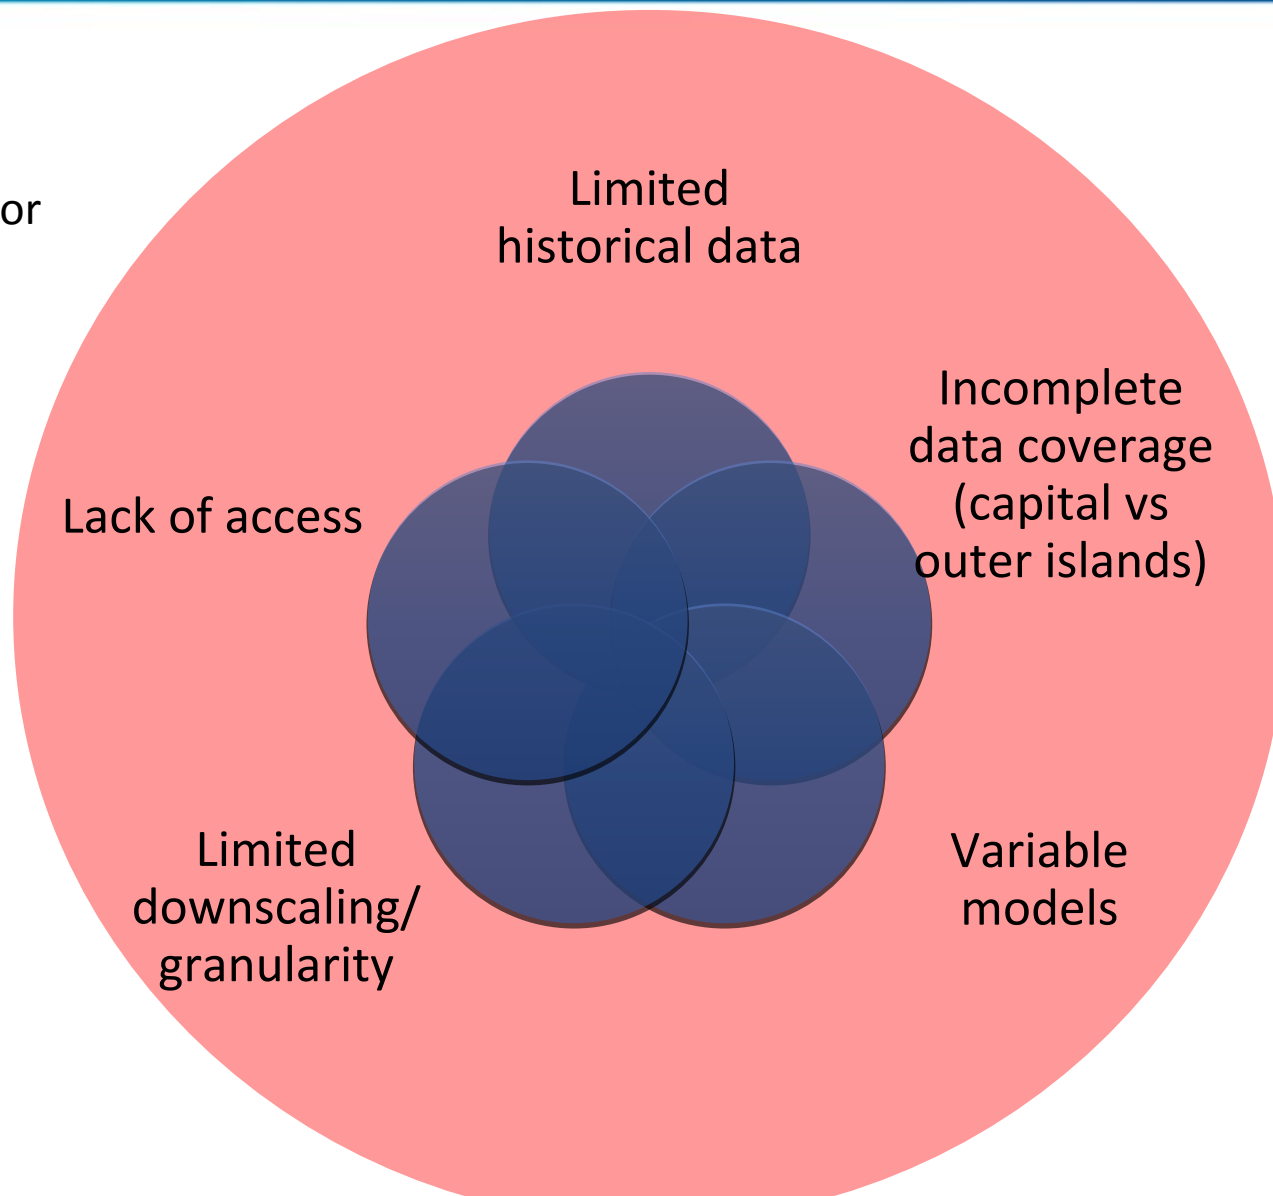 or
Limited
historical data
Incomplete
data coverage
(capital vs
outer islands)
Lack of access
Limited
downscaling/
granularity
Variable
models